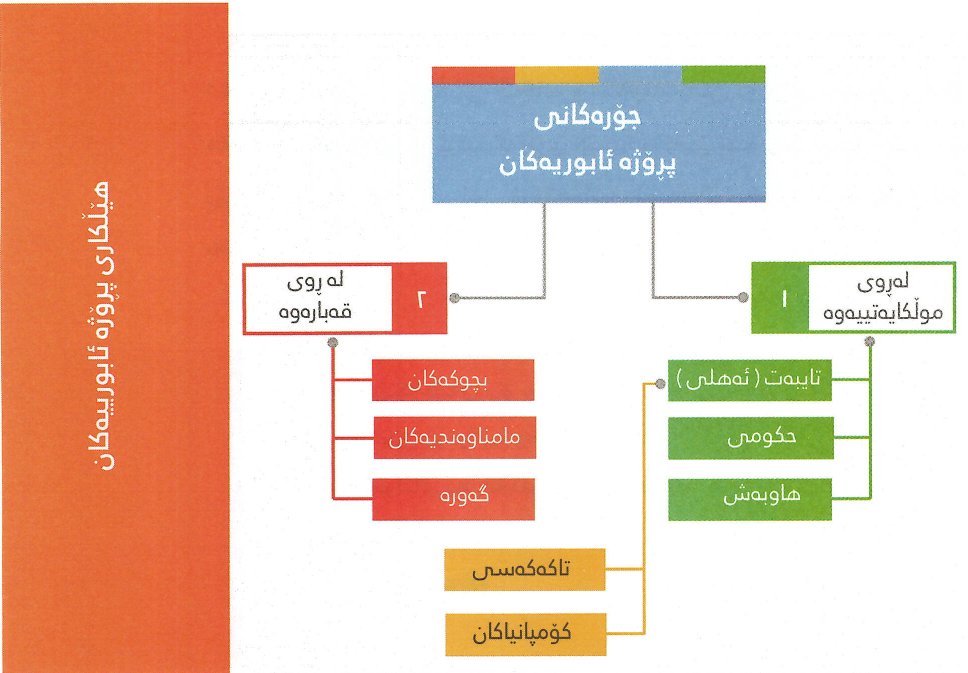 هێڵکاری پڕۆژە ئابورییەکان
جۆرەکانی
پڕۆژە ئابوریەکان
١
لەڕوی
موڵکایەتییەوە
تایبەت (ئەهلی)
حکومی
هاوبەش
تاکەکەسی
کۆمپانیاکان
٢
لە ڕوی
قەبارەوە
بچوکەکان
مامناوەندیەکان
گەورە